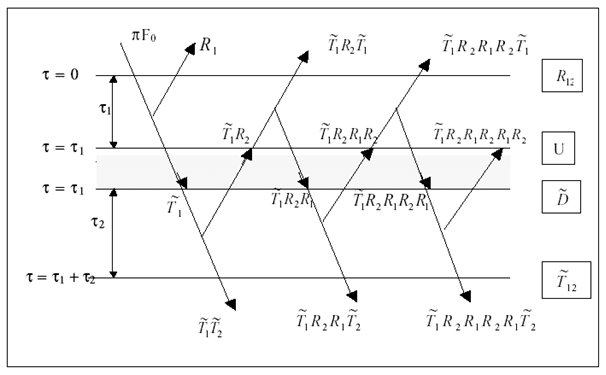 πF₀ R₁ T̃₁R₂T̃₁ T̃₁R₂R₁R₂T̃₁
τ = 0 R₁₂
τ₁
T̃₁R₂ T̃₁R₂R₁R₂ T̃₁R₂R₁R₂R₁R₂
τ = τ₁ U
τ = τ₁ D̃
T̃₁ T̃₁R₂R₁ T̃₁R₂R₁R₂R₁
τ₂
τ = τ₁ + τ₂ T̃₁₂
T̃₁T̃₂ T̃₁R₂R₁T̃₂ T̃₁R₂R₁R₂R₁T̃₂